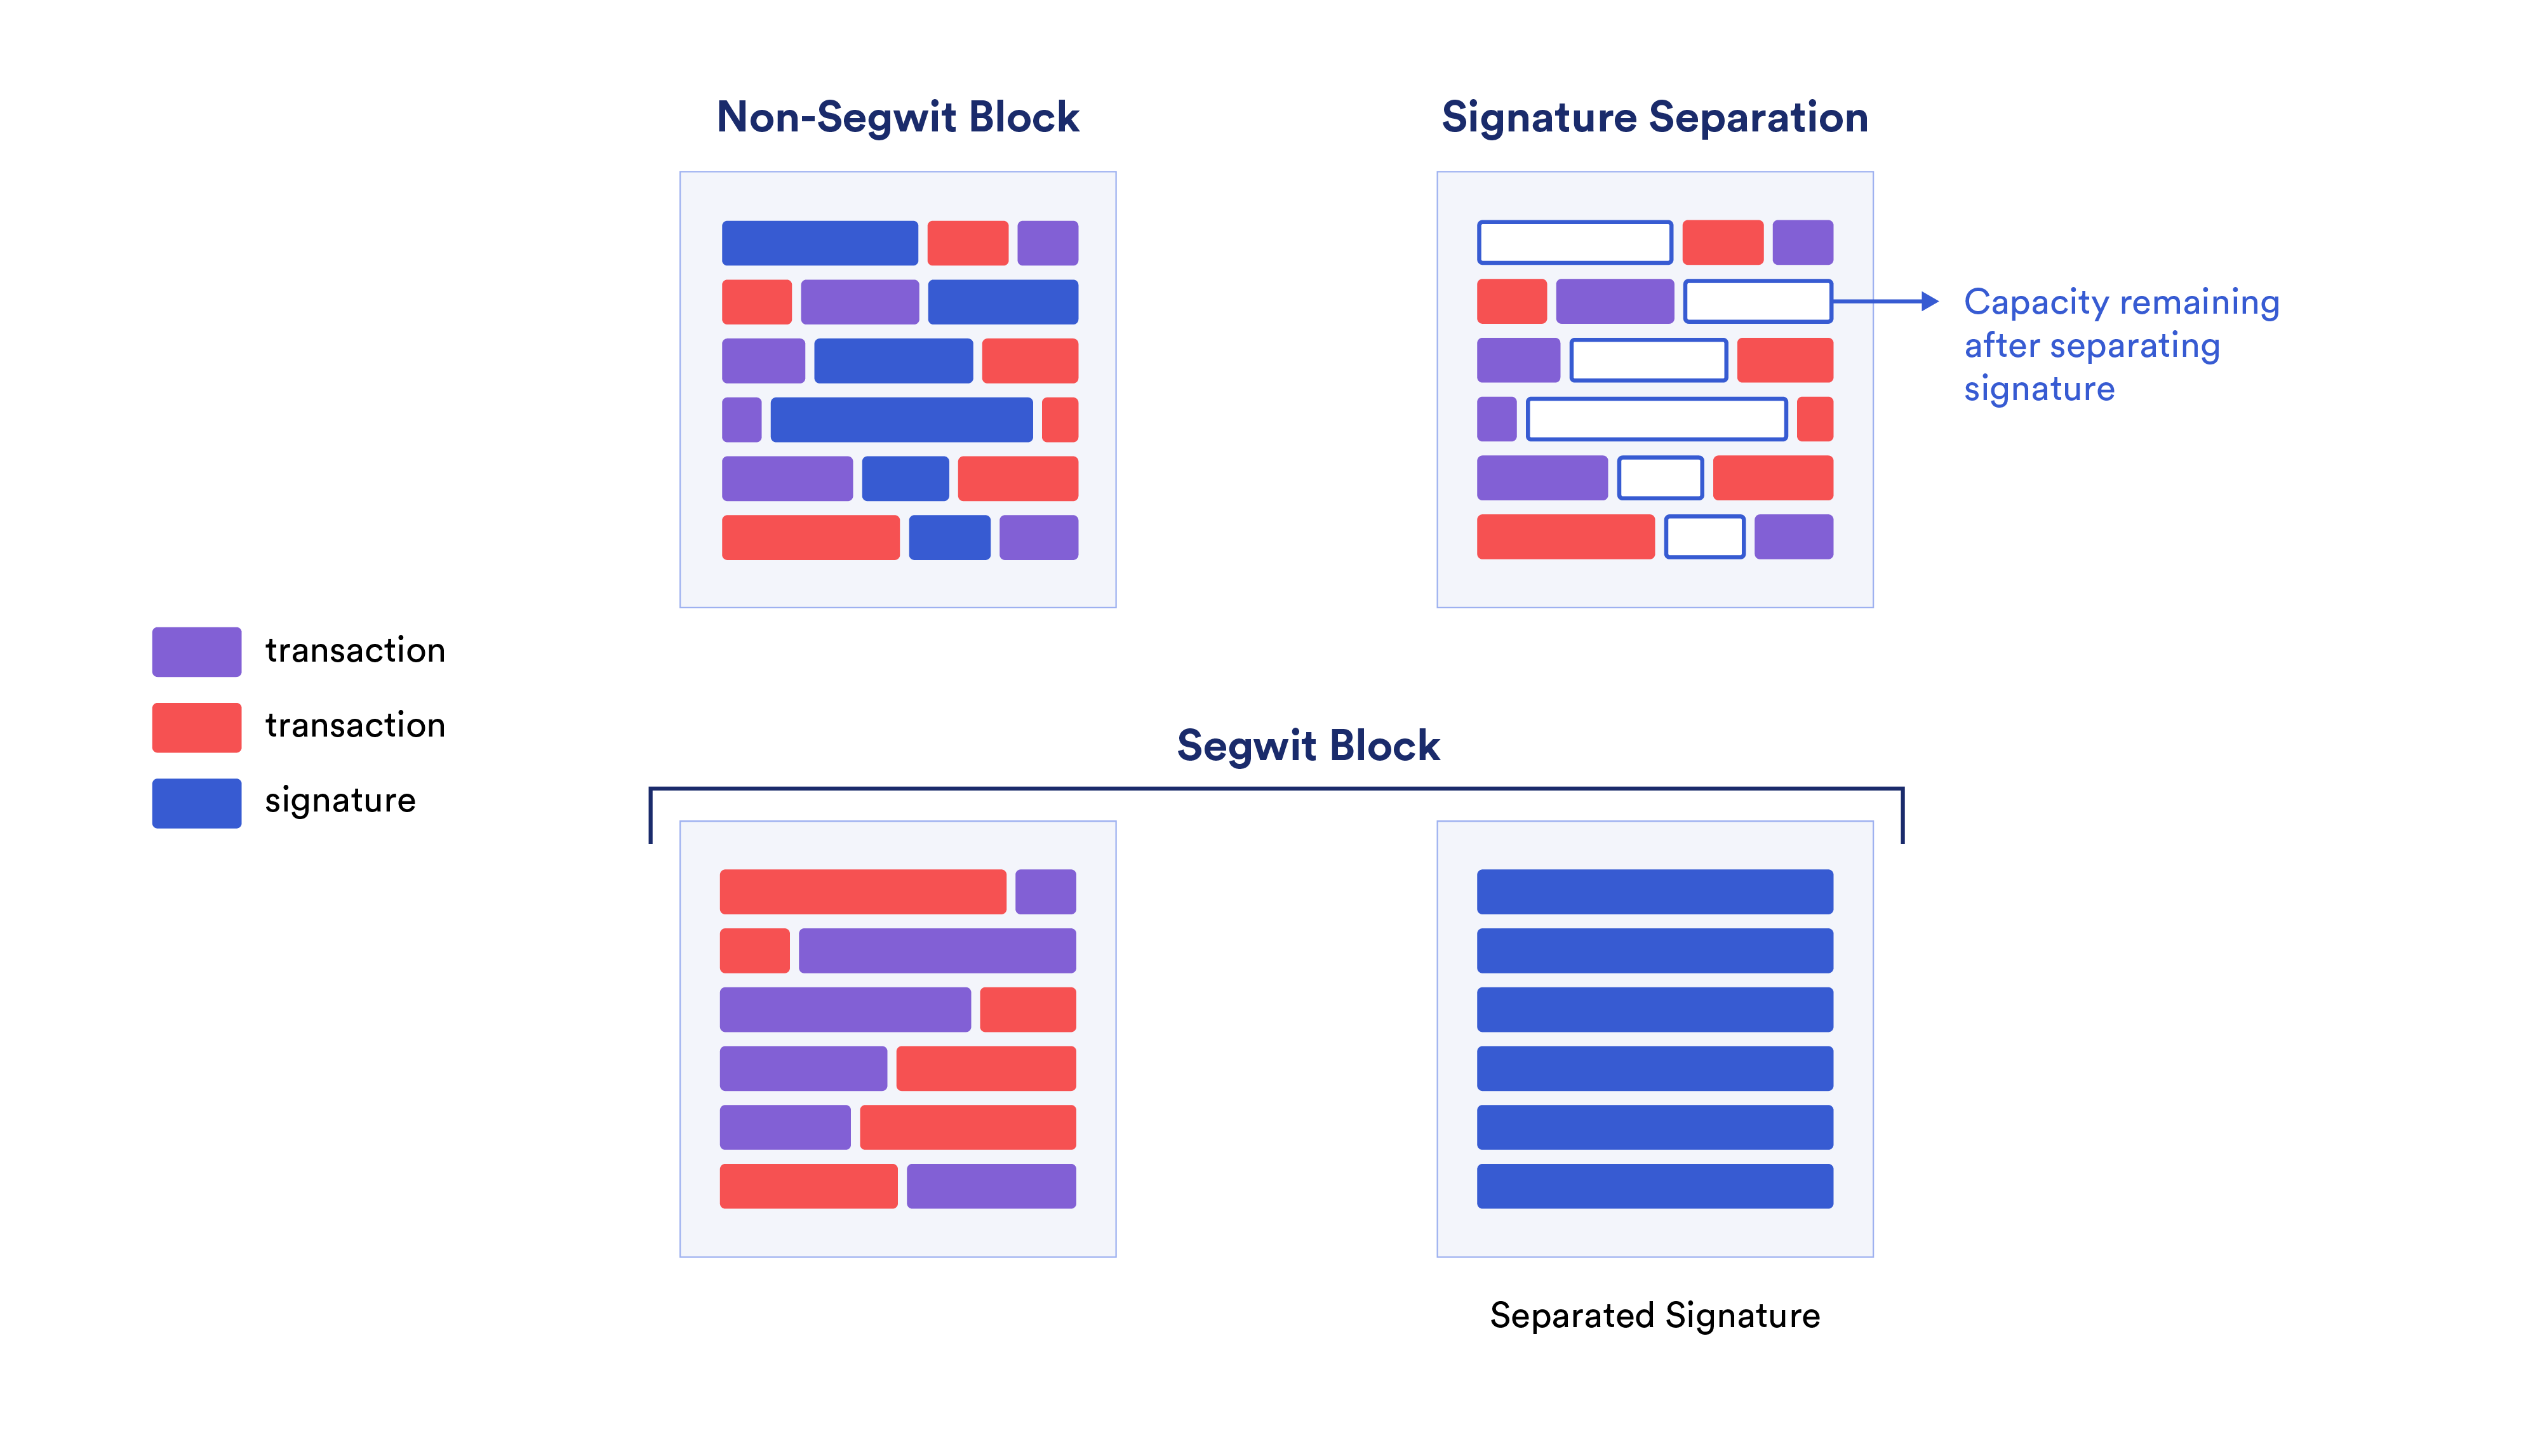 Non-Segwit Block
Signature Separation
Capacity remaining
after separating
signature
transaction
transaction
signature
Segwit Block
Separated Signature